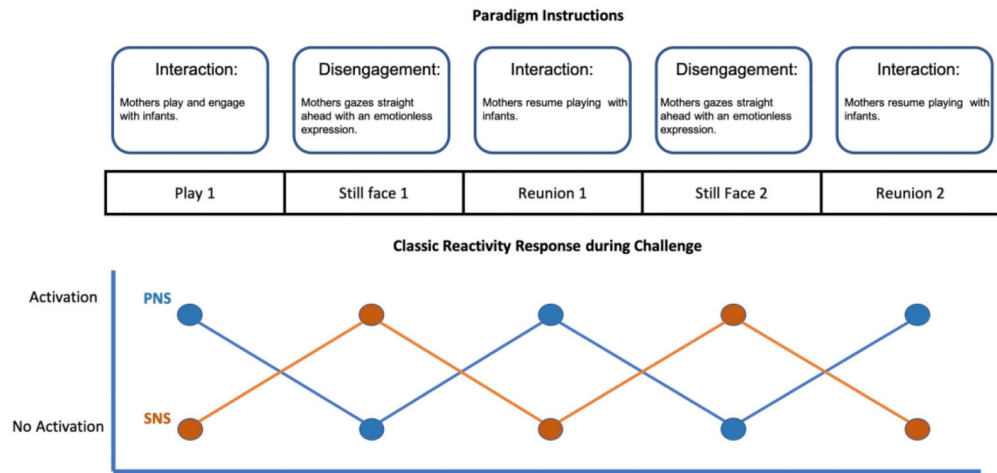 Paradigm Instructions
Interaction:
Mothers play and engage
with infants.
Disengagement:
Mothers gazes straight
ahead with an emotionless
expression.
Interaction:
Mothers resume playing with
infants.
Disengagement:
Mothers gazes straight
ahead with an emotionless
expression.
Interaction:
Mothers resume playing with
infants.
Play 1
Still face 1
Reunion 1
Still Face 2
Reunion 2
Classic Reactivity Response during Challenge
Activation
PNS
No Activation
SNS